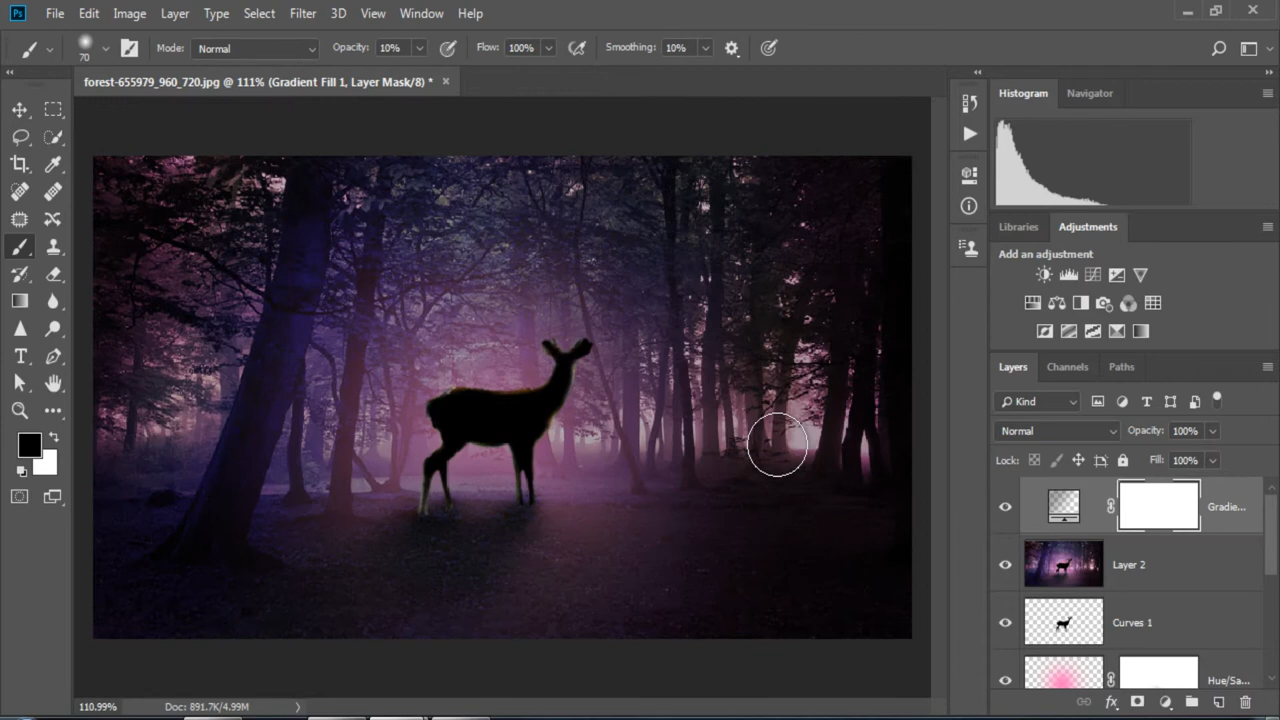 Ps File Edit Image Layer Type Select Filter 3D View Window Help
70 Mode: Normal Opacity: 10% Flow: 100% Smoothing: 10%
forest-655979_960_720.jpg @ 111% (Gradient Fill 1, Layer Mask/8) * ×
Histogram Navigator
Libraries Adjustments
Add an adjustment
Layers Channels Paths
Kind
Normal Opacity: 100%
Lock: Fill: 100%
Gradie...
Layer 2
Curves 1
Hue/Sa...
110.99% Doc: 891.7K/4.99M